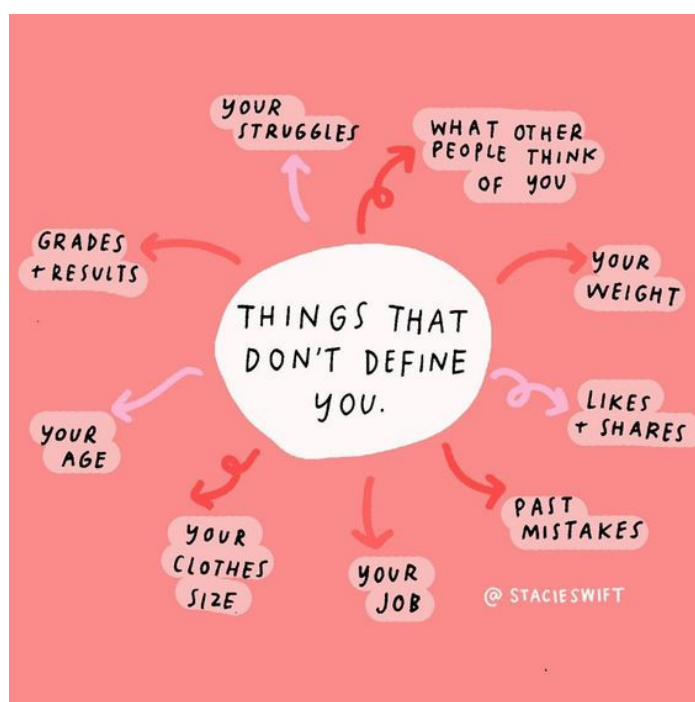 THINGS THAT
DON'T DEFINE
YOU.
YOUR
STRUGGLES
WHAT OTHER
PEOPLE THINK
OF YOU
YOUR
WEIGHT
LIKES
+ SHARES
PAST
MISTAKES
YOUR
JOB
YOUR
CLOTHES
SIZE
YOUR
AGE
GRADES
+ RESULTS
@STACIESWIFT